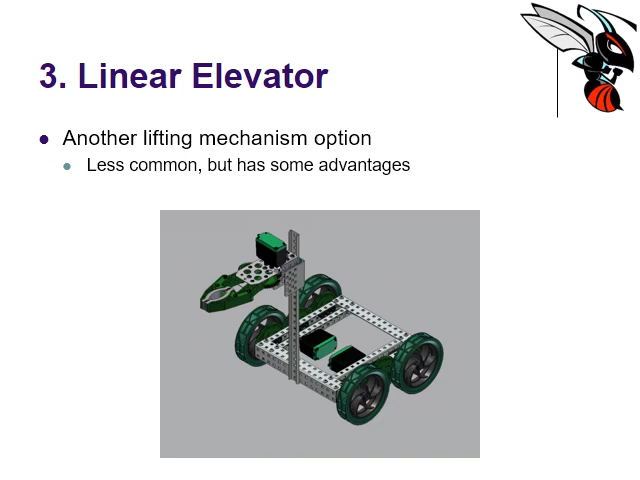 3. Linear Elevator
Another lifting mechanism option
Less common, but has some advantages